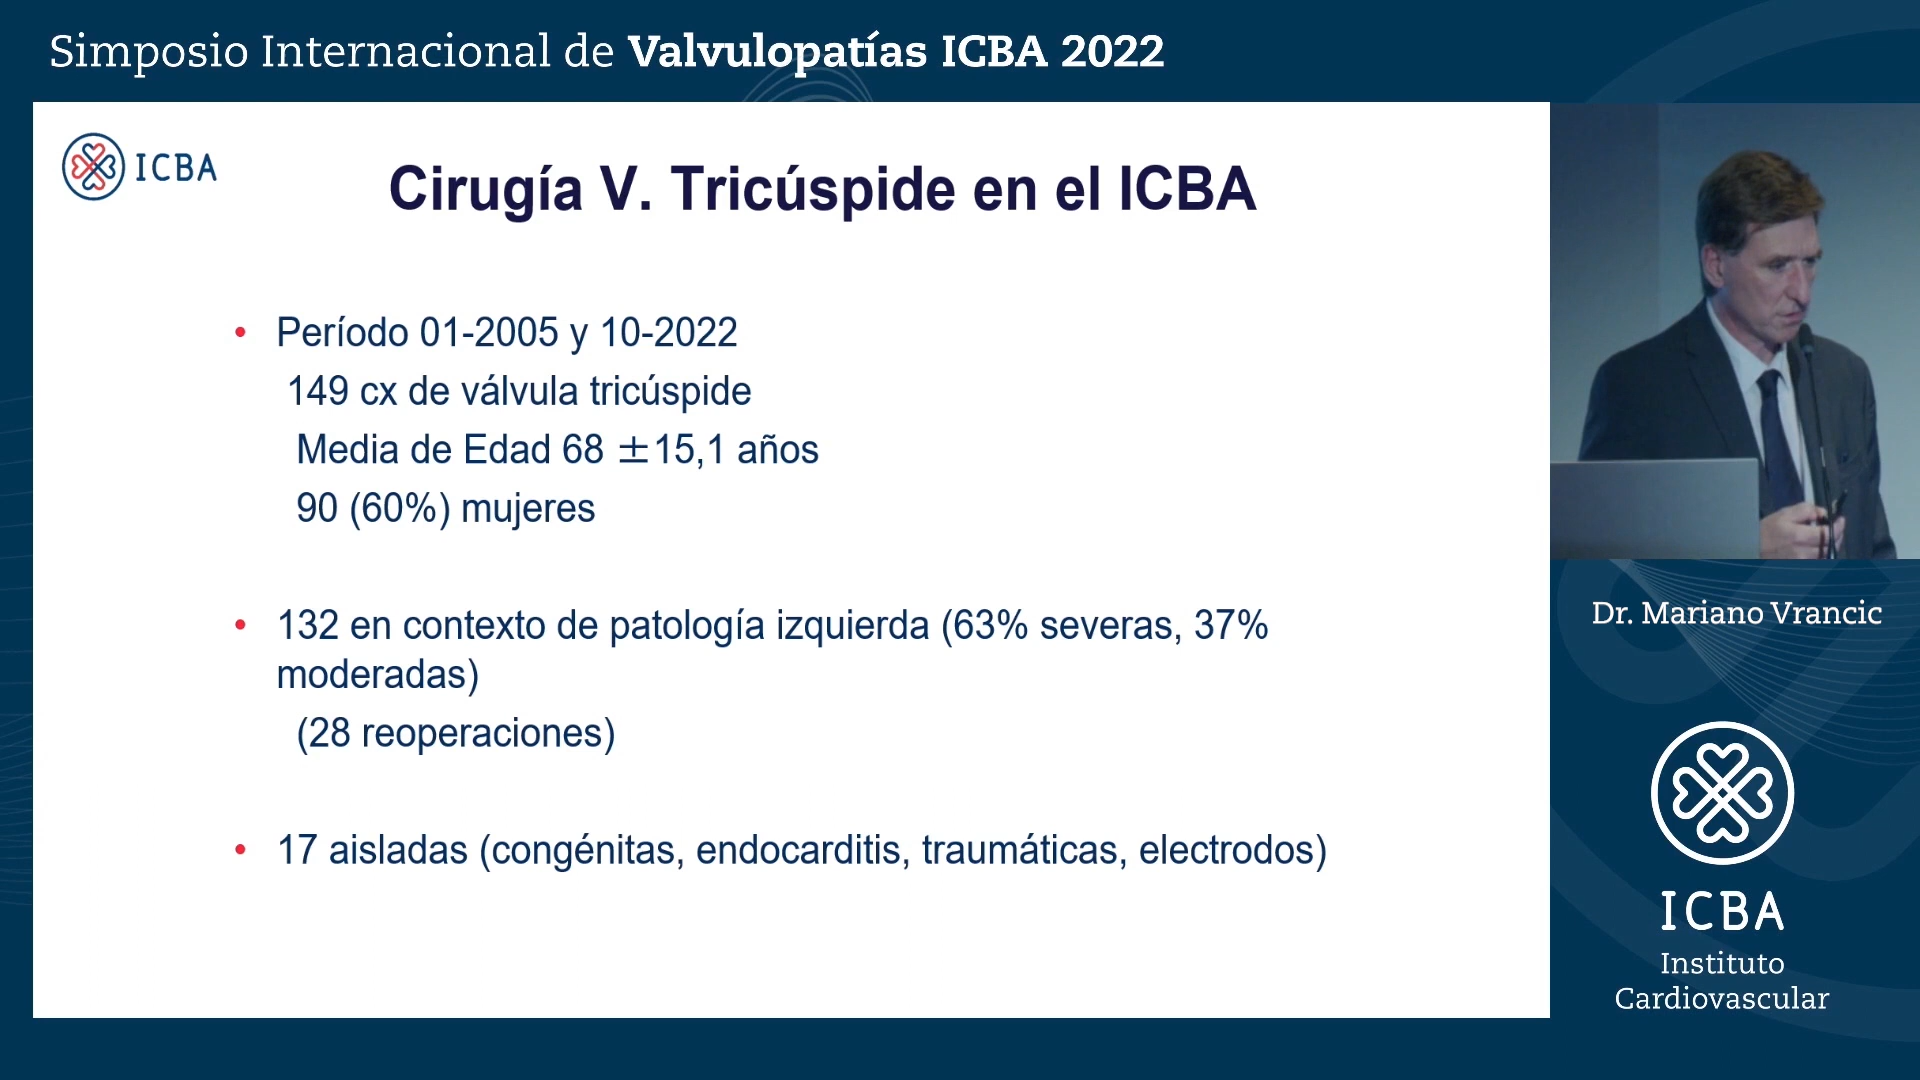 Simposio Internacional de Valvulopatías ICBA 2022
ICBA
Cirugía V. Tricúspide en el ICBA
• Período 01-2005 y 10-2022
149 cx de válvula tricúspide
Media de Edad 68 ±15,1 años
90 (60%) mujeres
• 132 en contexto de patología izquierda (63% severas, 37%
moderadas)
(28 reoperaciones)
• 17 aisladas (congénitas, endocarditis, traumáticas, electrodos)
Dr. Mariano Vrancic
ICBA
Instituto
Cardiovascular